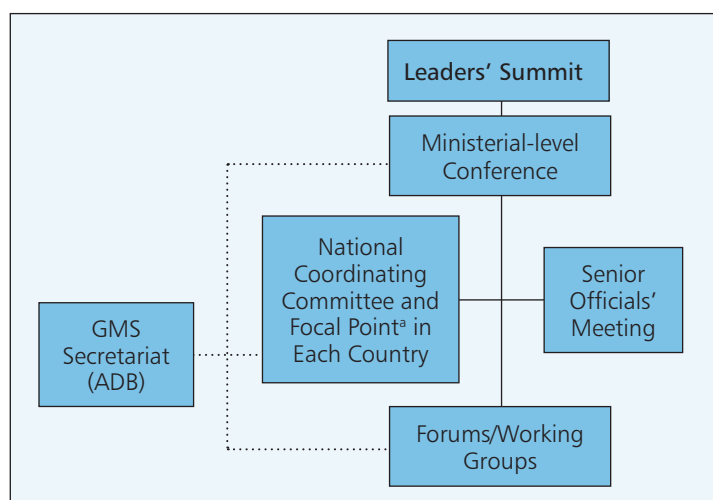 Leaders’ Summit
Ministerial-level
Conference
National
Coordinating
Committee and
Focal Pointᵃ in
Each Country
Senior
Officials’
Meeting
GMS
Secretariat
(ADB)
Forums/Working
Groups